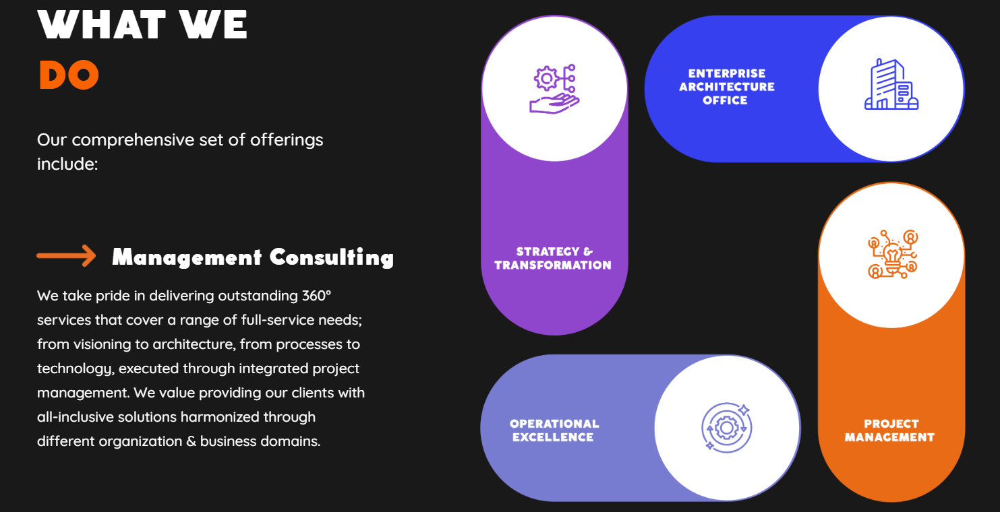 WHAT WE
DO
Our comprehensive set of offerings
include:
Management Consulting
We take pride in delivering outstanding 360°
services that cover a range of full-service needs;
from visioning to architecture, from processes to
technology, executed through integrated project
management. We value providing our clients with
all-inclusive solutions harmonized through
different organization & business domains.
STRATEGY &
TRANSFORMATION
ENTERPRISE
ARCHITECTURE
OFFICE
OPERATIONAL
EXCELLENCE
PROJECT
MANAGEMENT